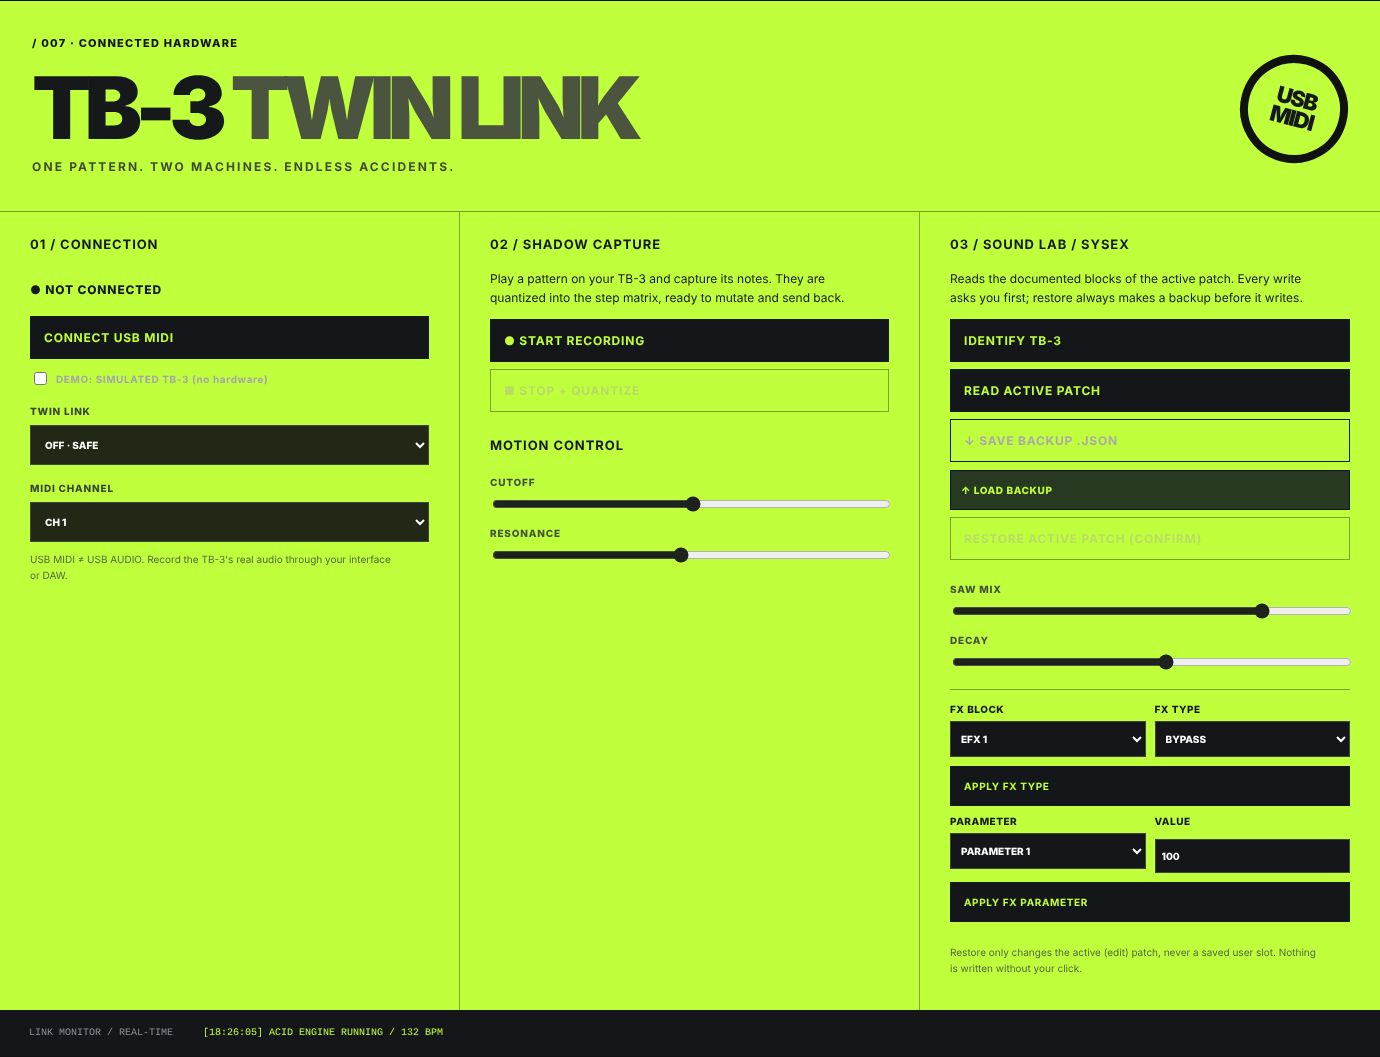 / 007 · CONNECTED HARDWARE
TB-3 TWIN LINK
ONE PATTERN. TWO MACHINES. ENDLESS ACCIDENTS.
USB
MIDI
01 / CONNECTION
● NOT CONNECTED
CONNECT USB MIDI
DEMO: SIMULATED TB-3 (no hardware)
TWIN LINK
OFF · SAFE
MIDI CHANNEL
CH 1
USB MIDI ≠ USB AUDIO. Record the TB-3's real audio through your interface
or DAW.
02 / SHADOW CAPTURE
Play a pattern on your TB-3 and capture its notes. They are
quantized into the step matrix, ready to mutate and send back.
● START RECORDING
■ STOP + QUANTIZE
MOTION CONTROL
CUTOFF
RESONANCE
03 / SOUND LAB / SYSEX
Reads the documented blocks of the active patch. Every write
asks you first; restore always makes a backup before it writes.
IDENTIFY TB-3
READ ACTIVE PATCH
↓ SAVE BACKUP .JSON
↑ LOAD BACKUP
RESTORE ACTIVE PATCH (CONFIRM)
SAW MIX
DECAY
FX BLOCK FX TYPE
EFX 1 BYPASS
APPLY FX TYPE
PARAMETER VALUE
PARAMETER 1 100
APPLY FX PARAMETER
Restore only changes the active (edit) patch, never a saved user slot. Nothing
is written without your click.
LINK MONITOR / REAL-TIME [18:26:05] ACID ENGINE RUNNING / 132 BPM